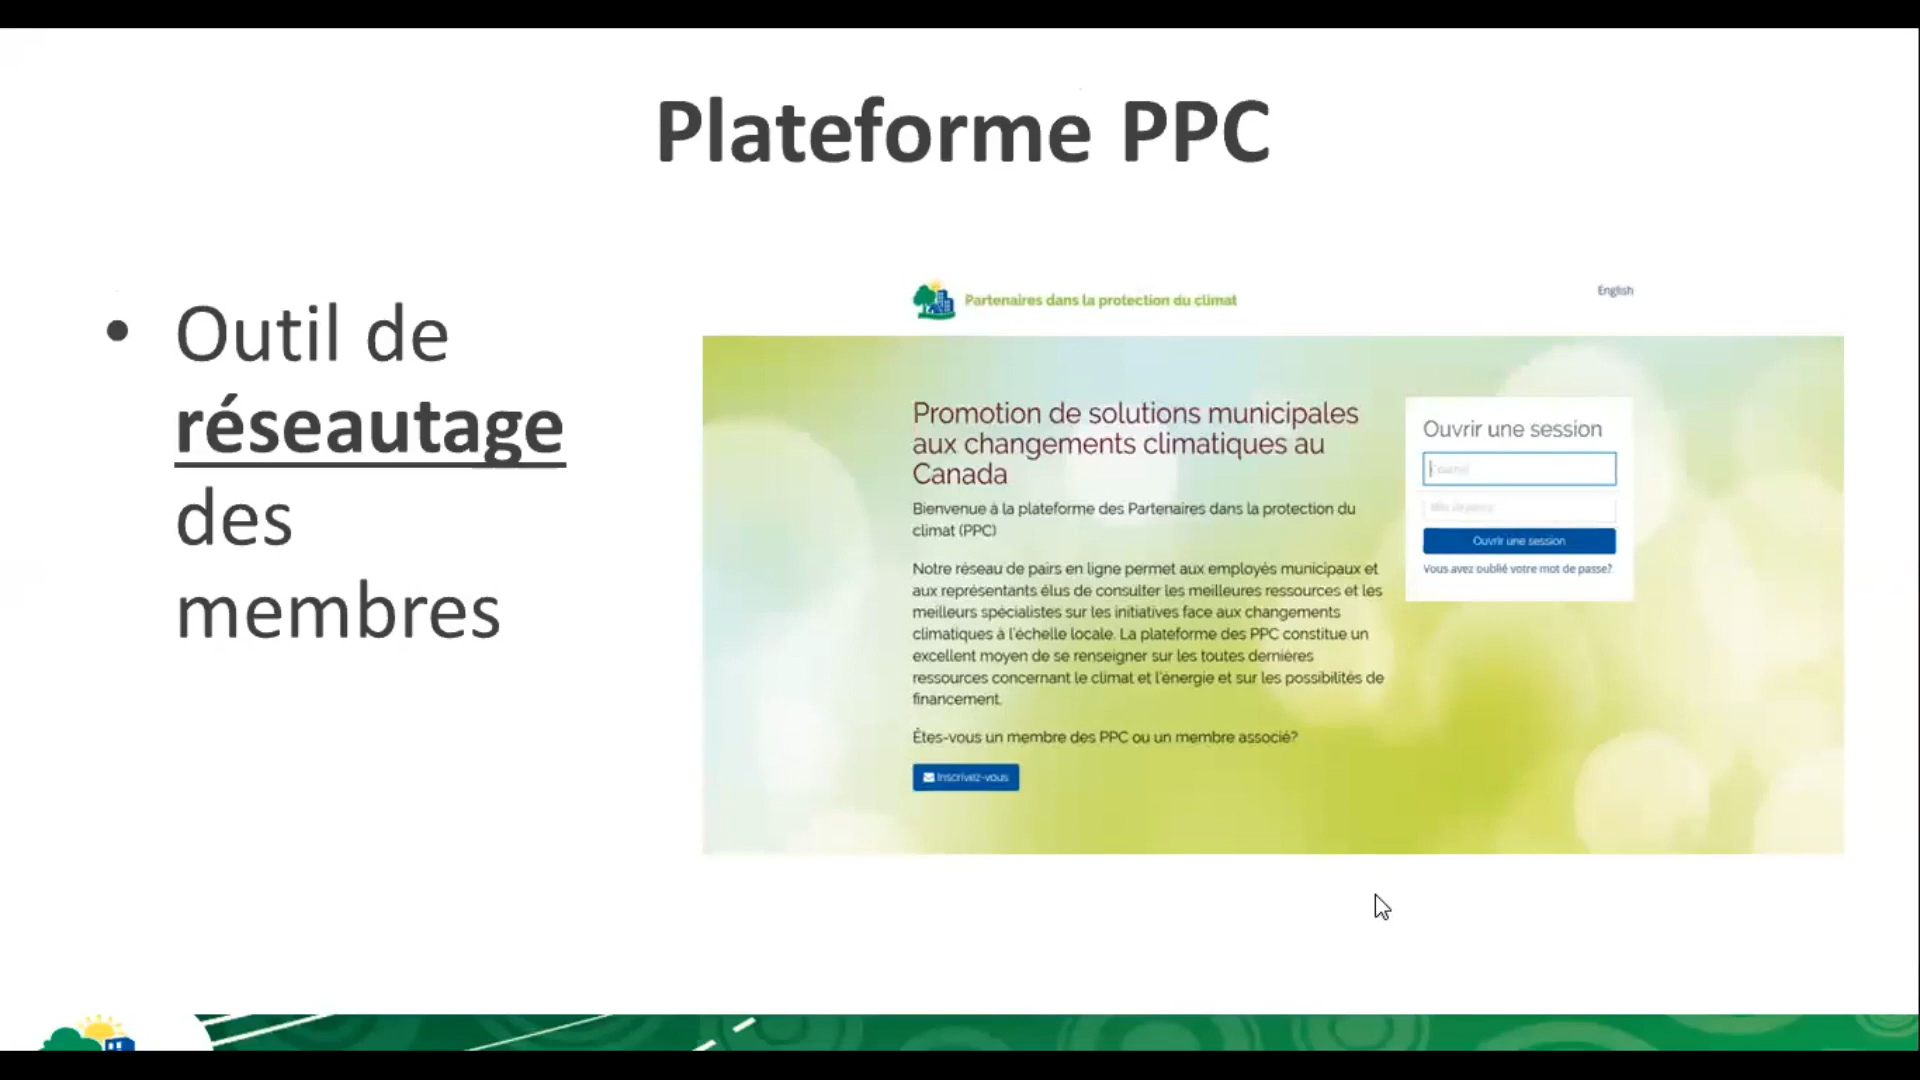 Plateforme PPC
• Outil de
réseautage
des
membres
Partenaires dans la protection du climat
English
Promotion de solutions municipales
aux changements climatiques au
Canada
Bienvenue à la plateforme des Partenaires dans la protection du
climat (PPC)
Notre réseau de pairs en ligne permet aux employés municipaux et
aux représentants élus de consulter les meilleures ressources et les
meilleurs spécialistes sur les initiatives face aux changements
climatiques à l'échelle locale. La plateforme des PPC constitue un
excellent moyen de se renseigner sur les toutes dernières
ressources concernant le climat et l'énergie et sur les possibilités de
financement.
Êtes-vous un membre des PPC ou un membre associé?
Inscrivez-vous
Ouvrir une session
Mot de passe
Ouvrir une session
Vous avez oublié votre mot de passe?